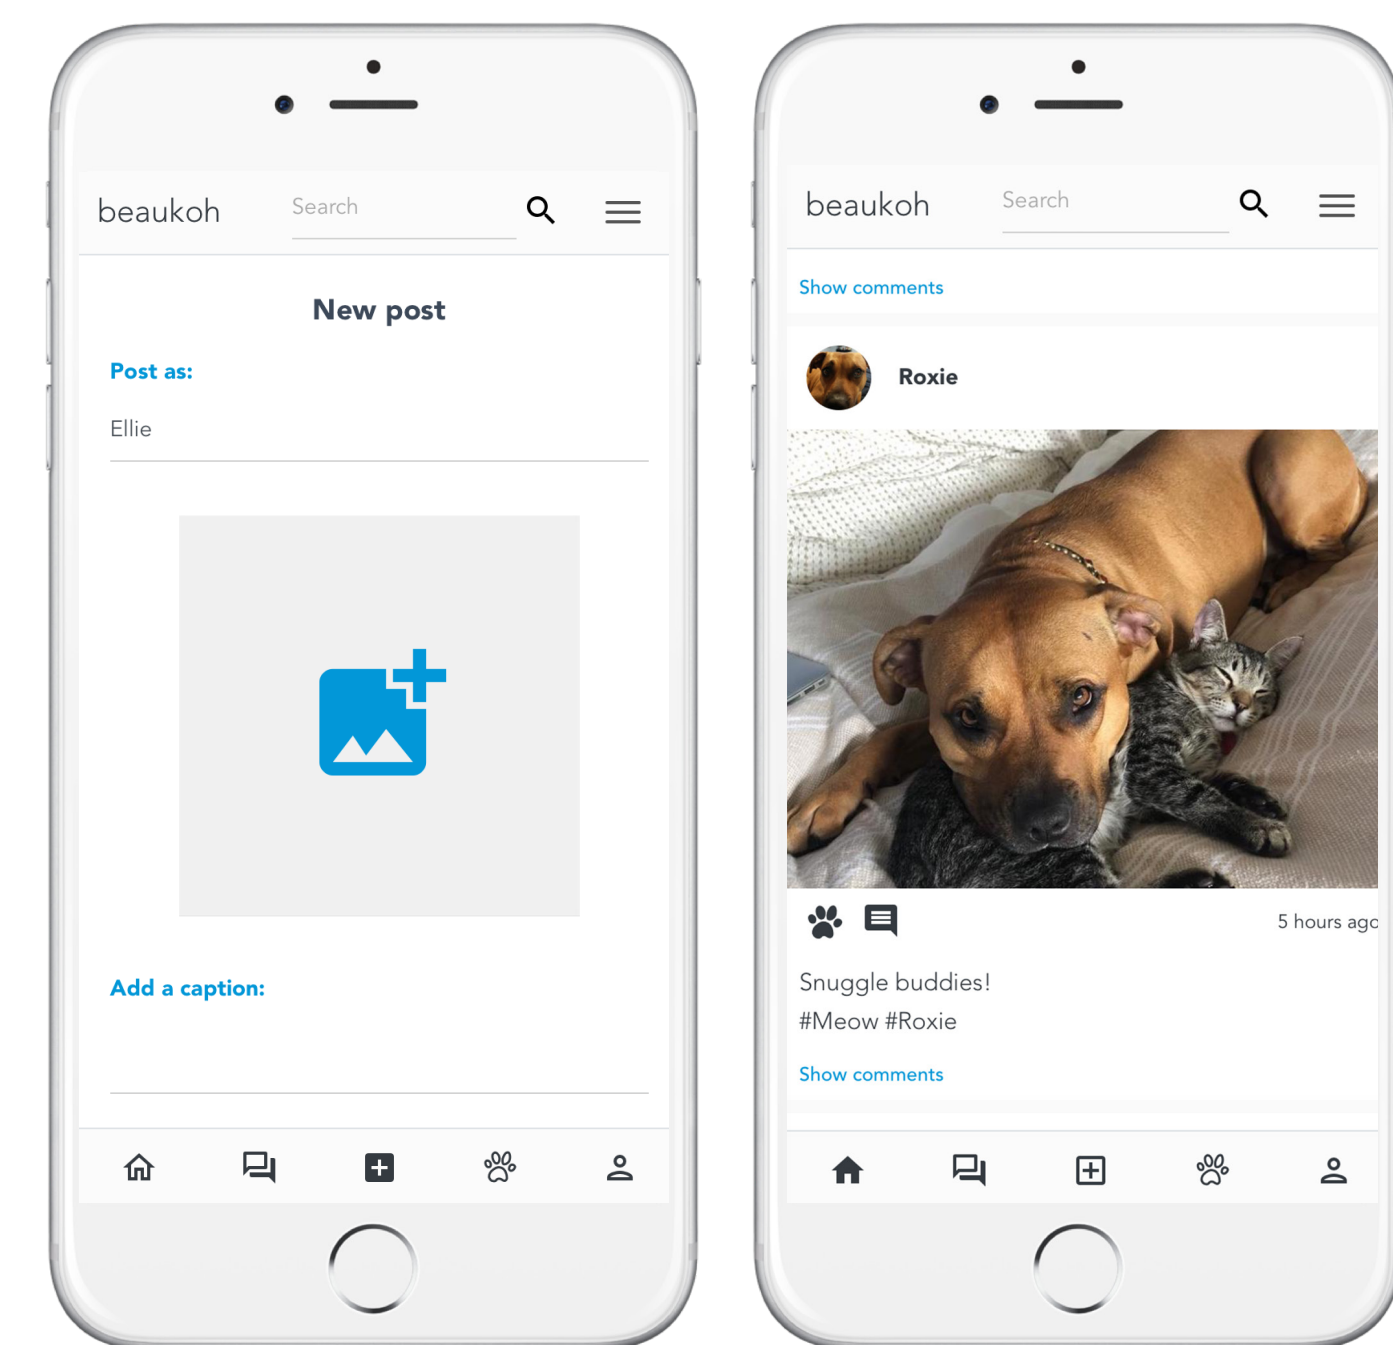 beaukoh
Search
New post
Post as:
Ellie
Add a caption:
beaukoh
Search
Show comments
Roxie
5 hours ago
Snuggle buddies!
#Meow #Roxie
Show comments